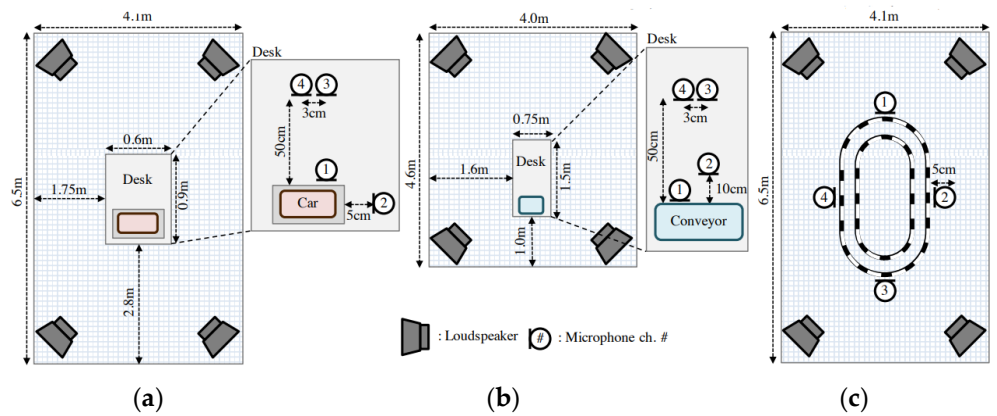 4.1m
6.5m
0.6m
0.9m
1.75m
Desk
2.8m
Desk
4 3
3cm
50cm
1
Car
5cm
2
4.0m
4.6m
0.75m
1.5m
1.6m
Desk
1.0m
Desk
4 3
3cm
50cm
2
1
10cm
Conveyor
4.1m
6.5m
1
5cm
4
2
3
: Loudspeaker
# : Microphone ch. #
(a)
(b)
(c)